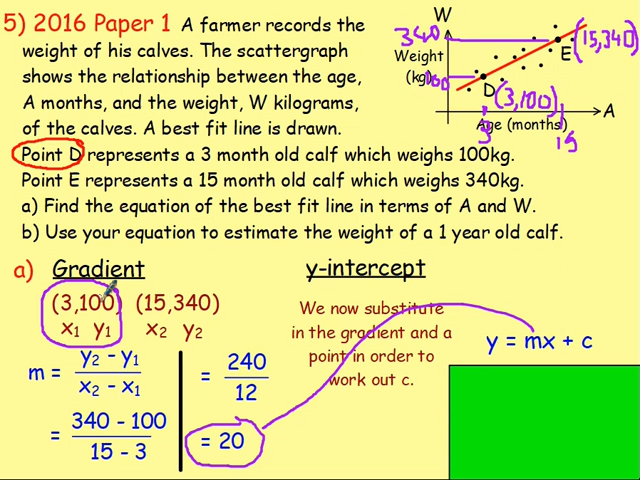 5) 2016 Paper 1 A farmer records the
weight of his calves. The scattergraph
shows the relationship between the age,
A months, and the weight, W kilograms,
of the calves. A best fit line is drawn.
Point D represents a 3 month old calf which weighs 100kg.
Point E represents a 15 month old calf which weighs 340kg.
a) Find the equation of the best fit line in terms of A and W.
b) Use your equation to estimate the weight of a 1 year old calf.
W
340
Weight
(kg)
100
E
(15,340)
D
(3,100)
A
Age (months)
3
15
a) Gradient
(3,100) (15,340)
x1 y1 x2 y2
m = y2 - y1
x2 - x1
= 340 - 100
15 - 3
= 240
12
= 20
y-intercept
We now substitute
in the gradient and a
point in order to
work out c.
y = mx + c